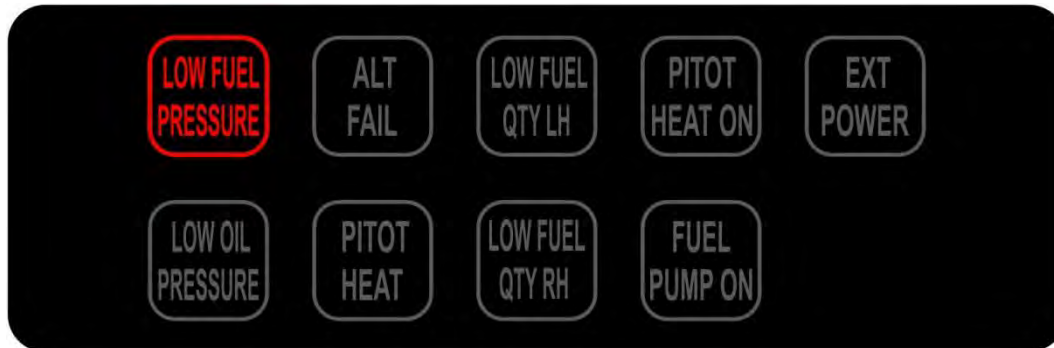 LOW FUEL
PRESSURE
ALT
FAIL
LOW FUEL
QTY LH
PITOT
HEAT ON
EXT
POWER
LOW OIL
PRESSURE
PITOT
HEAT
LOW FUEL
QTY RH
FUEL
PUMP ON